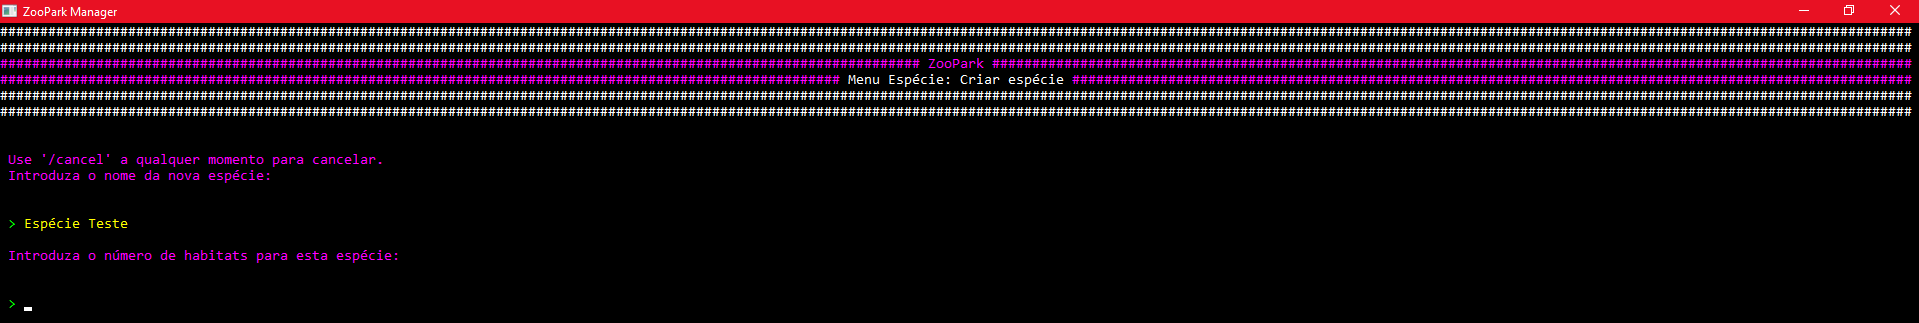 ZooPark Manager
ZooPark
Menu Espécie: Criar espécie
Use '/cancel' a qualquer momento para cancelar.
Introduza o nome da nova espécie:
> Espécie Teste
Introduza o número de habitats para esta espécie:
>